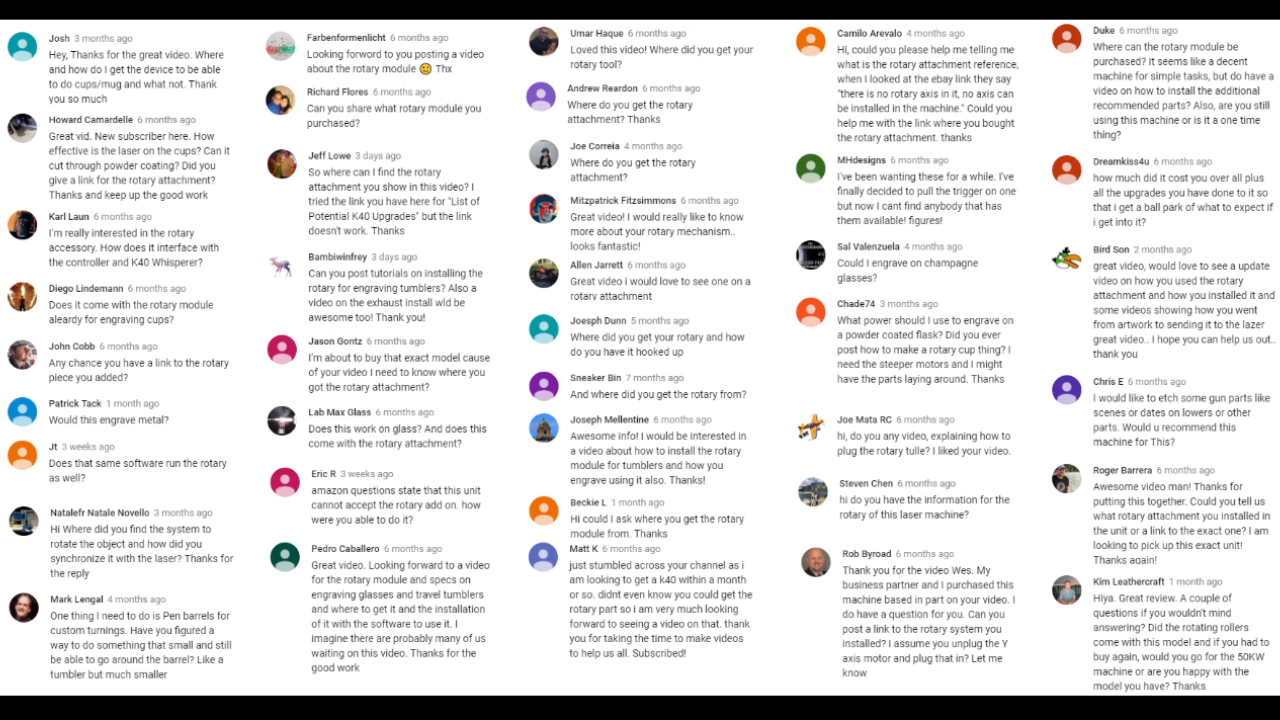 Josh 3 months ago
Hey, Thanks for the great video. Where
and how do I get the device to be able
to do cups/mug and what not. Thank
you so much
Howard Camardelle 6 months ago
Great vid. New subscriber here. How
effective is the laser on the cups? Can it
cut through powder coating? Did you
give a link for the rotary attachment?
Thanks and keep up the good work
Karl Laun 6 months ago
I'm really interested in the rotary
accessory. How does it interface with
the controller and K40 Whisperer?
Diego Lindemann 6 months ago
Does it come with the rotary module
aleardy for engraving cups?
John Cobb 6 months ago
Any chance you have a link to the rotary
piece you added?
Patrick Tack 1 month ago
Would this engrave metal?
Jt 3 weeks ago
Does that same software run the rotary
as well?
Natalefr Natale Novello 3 months ago
Hi Where did you find the system to
rotate the object and how did you
synchronize it with the laser? Thanks for
the reply
Mark Lengal 4 months ago
One thing I need to do is Pen barrels for
custom turnings. Have you figured a
way to do something that small and still
be able to go around the barrel? Like a
tumbler but much smaller
Farbenformenlicht 6 months ago
Looking forward to you posting a video
about the rotary module 🙂 Thx
Richard Flores 6 months ago
Can you share what rotary module you
purchased?
Jeff Lowe 3 days ago
So where can I find the rotary
attachment you show in this video? I
tried the link you have here for "List of
Potential K40 Upgrades" but the link
doesn't work. Thanks
Bambiwinfrey 3 days ago
Can you post tutorials on installing the
rotary for engraving tumblers? Also a
video on the exhaust install wld be
awesome too! Thank you!
Jason Gontz 6 months ago
I'm about to buy that exact model cause
of your video I need to know where you
got the rotary attachment?
Lab Max Glass 6 months ago
Does this work on glass? And does this
come with the rotary attachment?
Eric R 3 weeks ago
amazon questions state that this unit
cannot accept the rotary add on. how
were you able to do it?
Pedro Caballero 6 months ago
Great video. Looking forward to a video
for the rotary module and specs on
engraving glasses and travel tumblers
and where to get it and the installation
of it with the software to use it. I
imagine there are probably many of us
waiting on this video. Thanks for the
good work
Umar Haque 6 months ago
Loved this video! Where did you get your
rotary tool?
Andrew Reardon 6 months ago
Where do you get the rotary
attachment? Thanks
Joe Correia 4 months ago
Where do you get the rotary
attachment?
Mitzpatrick Fitzsimmons 6 months ago
Great video! I would really like to know
more about your rotary mechanism..
looks fantastic!
Allen Jarrett 6 months ago
Great video i would love to see one on a
rotary attachment
Joesph Dunn 5 months ago
Where did you get your rotary and how
do you have it hooked up
Sneaker Bin 7 months ago
And where did you get the rotary from?
Joseph Mellentine 6 months ago
Awesome info! I would be interested in
a video about how to install the rotary
module for tumblers and how you
engrave using it also. Thanks!
Beckie L 1 month ago
Hi could I ask where you get the rotary
module from. Thanks
Matt K 6 months ago
just stumbled across your channel as i
am looking to get a k40 within a month
or so. didnt even know you could get the
rotary part so i am very much looking
forward to seeing a video on that. thank
you for taking the time to make videos
to help us all. Subscribed!
Camilo Arevalo 4 months ago
Hi, could you please help me telling me
what is the rotary attachment reference,
when I looked at the ebay link they say
"there is no rotary axis in it, no axis can
be installed in the machine." Could you
help me with the link where you bought
the rotary attachment. thanks
MHdesigns 6 months ago
I've been wanting these for a while. I've
finally decided to pull the trigger on one
but now I cant find anybody that has
them available! figures!
Sal Valenzuela 4 months ago
Could I engrave on champagne
glasses?
Chade74 3 months ago
What power should I use to engrave on
a powder coated flask? Did you ever
post how to make a rotary cup thing? I
need the steeper motors and I might
have the parts laying around. Thanks
Joe Mata RC 6 months ago
hi, do you any video, explaining how to
plug the rotary tulle? I liked your video.
Steven Chen 6 months ago
hi do you have the information for the
rotary of this laser machine?
Rob Byroad 6 months ago
Thank you for the video Wes. My
business partner and I purchased this
machine based in part on your video. I
do have a question for you. Can you
post a link to the rotary system you
installed? I assume you unplug the Y
axis motor and plug that in? Let me
know
Duke 6 months ago
Where can the rotary module be
purchased? It seems like a decent
machine for simple tasks, but do have a
video on how to install the additional
recommended parts? Also, are you still
using this machine or is it a one time
thing?
Dreamkiss4u 6 months ago
how much did it cost you over all plus
all the upgrades you have done to it so
that i get a ball park of what to expect if
i get into it?
Bird Son 2 months ago
great video, would love to see a update
video on how you used the rotary
attachment and how you installed it and
some videos showing how you went
from artwork to sending it to the lazer
great video.. I hope you can help us out..
thank you
Chris E 6 months ago
I would like to etch some gun parts like
scenes or dates on lowers or other
parts. Would u recommend this
machine for This?
Roger Barrera 6 months ago
Awesome video man! Thanks for
putting this together. Could you tell us
what rotary attachment you installed in
the unit or a link to the exact one? I am
looking to pick up this exact unit!
Thanks again!
Kim Leathercraft 1 month ago
Hiya. Great review. A couple of
questions if you wouldn't mind
answering? Did the rotating rollers
come with this model and if you had to
buy again, would you go for the 50KW
machine or are you happy with the
model you have? Thanks